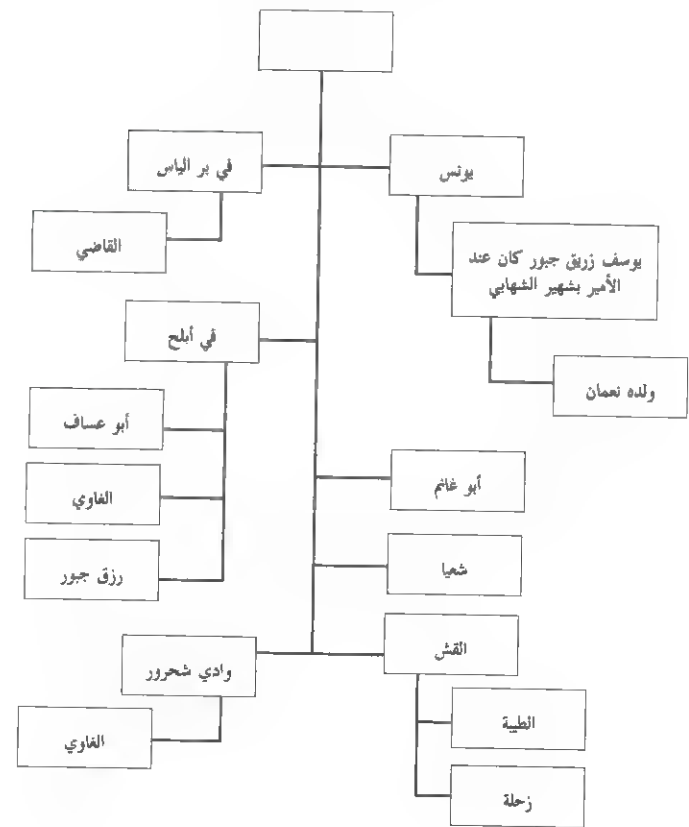 يونس
في بر الياس
القاضي
يوسف زريق جبور كان عند
الأمير بشهير الشهابي
في أبلح
ولده نعمان
أبو عساف
أبو غانم
الغاوي
رزق جبور
شعيا
القش
وادي شحرور
الطيبة
الغاوي
زحلة